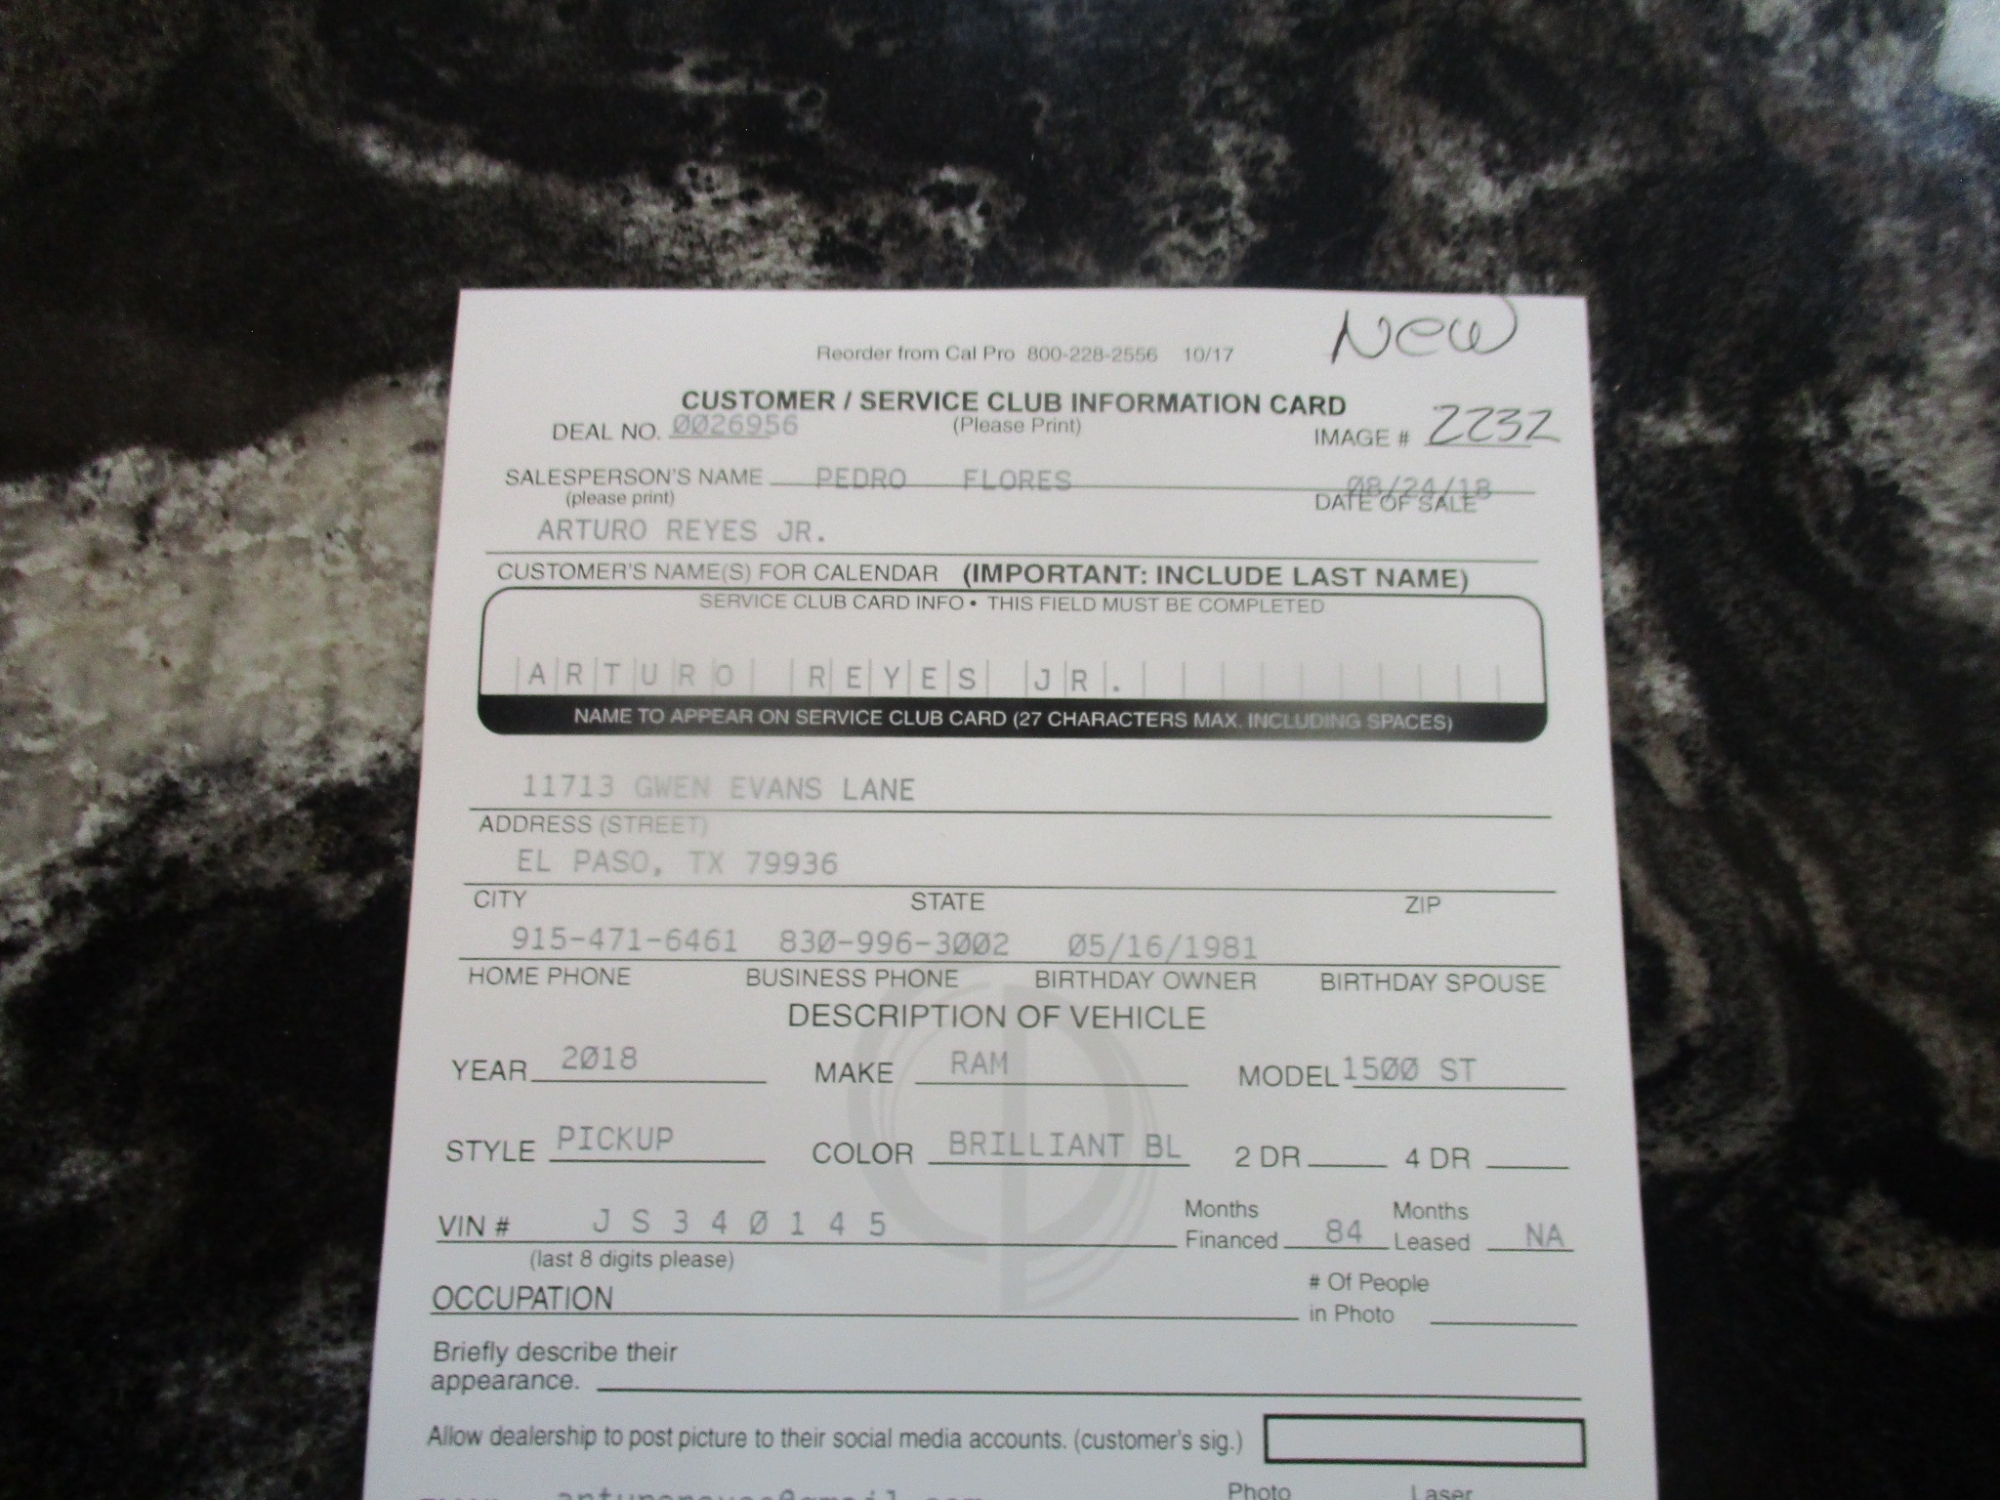 New
Reorder from Cal Pro 800-228-2556 10/17
CUSTOMER / SERVICE CLUB INFORMATION CARD
DEAL NO. 0026956 (Please Print) IMAGE # 2232
SALESPERSON'S NAME PEDRO FLORES 08/24/18
(please print) DATE OF SALE
ARTURO REYES JR.
CUSTOMER'S NAME(S) FOR CALENDAR (IMPORTANT: INCLUDE LAST NAME)
SERVICE CLUB CARD INFO • THIS FIELD MUST BE COMPLETED
ARTURO REYES JR.
NAME TO APPEAR ON SERVICE CLUB CARD (27 CHARACTERS MAX. INCLUDING SPACES)
11713 GWEN EVANS LANE
ADDRESS (STREET)
EL PASO, TX 79936
CITY STATE ZIP
915-471-6461 830-996-3002 05/16/1981
HOME PHONE BUSINESS PHONE BIRTHDAY OWNER BIRTHDAY SPOUSE
DESCRIPTION OF VEHICLE
YEAR 2018 MAKE RAM MODEL 1500 ST
STYLE PICKUP COLOR BRILLIANT BL 2 DR 4 DR
VIN # JS340145 Months Financed 84 Months Leased NA
(last 8 digits please)
OCCUPATION # Of People in Photo
Briefly describe their
appearance.
Allow dealership to post picture to their social media accounts. (customer's sig.)
Photo Laser